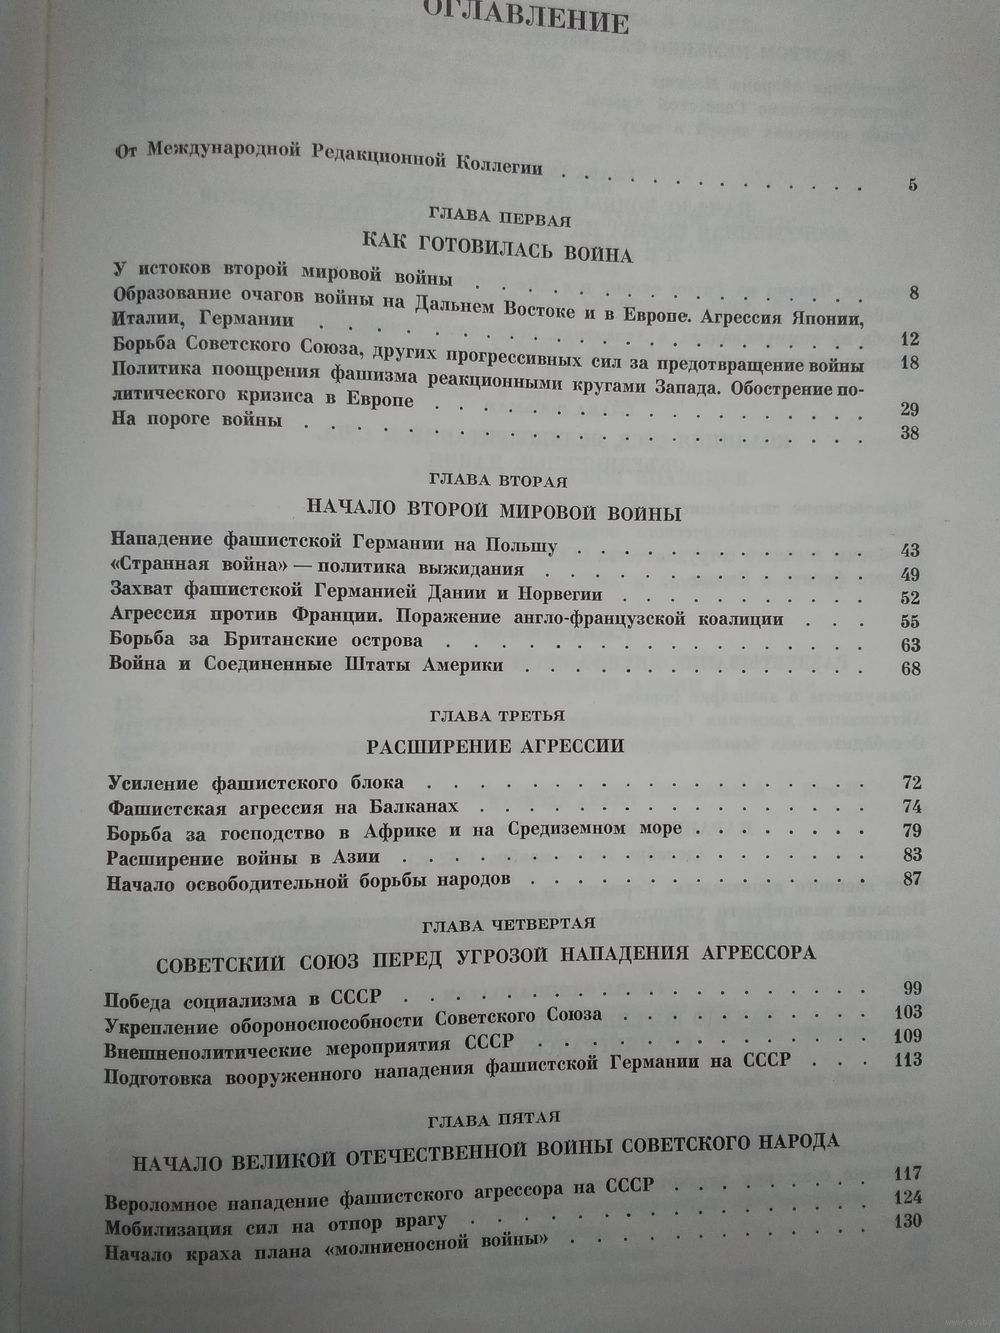 ОГЛАВЛЕНИЕ
От Международной Редакционной Коллегии . . . . . . . . . . . . . . 5
ГЛАВА ПЕРВАЯ
КАК ГОТОВИЛАСЬ ВОЙНА
У истоков второй мировой войны . . . . . . . . . . . . . . . . . 8
Образование очагов войны на Дальнем Востоке и в Европе. Агрессия Японии,
Италии, Германии . . . . . . . . . . . . . . . . . . . . . 12
Борьба Советского Союза, других прогрессивных сил за предотвращение войны 18
Политика поощрения фашизма реакционными кругами Запада. Обострение по-
литического кризиса в Европе . . . . . . . . . . . . . . . . . 29
На пороге войны . . . . . . . . . . . . . . . . . . . . . . 38
ГЛАВА ВТОРАЯ
НАЧАЛО ВТОРОЙ МИРОВОЙ ВОЙНЫ
Нападение фашистской Германии на Польшу . . . . . . . . . . . . . 43
«Странная война» — политика выжидания . . . . . . . . . . . . . . 49
Захват фашистской Германией Дании и Норвегии . . . . . . . . . . . 52
Агрессия против Франции. Поражение англо-французской коалиции . . . 55
Борьба за Британские острова . . . . . . . . . . . . . . . . . 63
Война и Соединенные Штаты Америки . . . . . . . . . . . . . . . 68
ГЛАВА ТРЕТЬЯ
РАСШИРЕНИЕ АГРЕССИИ
Усиление фашистского блока . . . . . . . . . . . . . . . . . . 72
Фашистская агрессия на Балканах . . . . . . . . . . . . . . . . 74
Борьба за господство в Африке и на Средиземном море . . . . . . . 79
Расширение войны в Азии . . . . . . . . . . . . . . . . . . . 83
Начало освободительной борьбы народов . . . . . . . . . . . . . . 87
ГЛАВА ЧЕТВЕРТАЯ
СОВЕТСКИЙ СОЮЗ ПЕРЕД УГРОЗОЙ НАПАДЕНИЯ АГРЕССОРА
Победа социализма в СССР . . . . . . . . . . . . . . . . . . 99
Укрепление обороноспособности Советского Союза . . . . . . . . . . 103
Внешнеполитические мероприятия СССР . . . . . . . . . . . . . 109
Подготовка вооруженного нападения фашистской Германии на СССР . . . 113
ГЛАВА ПЯТАЯ
НАЧАЛО ВЕЛИКОЙ ОТЕЧЕСТВЕННОЙ ВОЙНЫ СОВЕТСКОГО НАРОДА
Вероломное нападение фашистского агрессора на СССР . . . . . . . . 117
Мобилизация сил на отпор врагу . . . . . . . . . . . . . . . . 124
Начало краха плана «молниеносной войны» . . . . . . . . . . . . 130